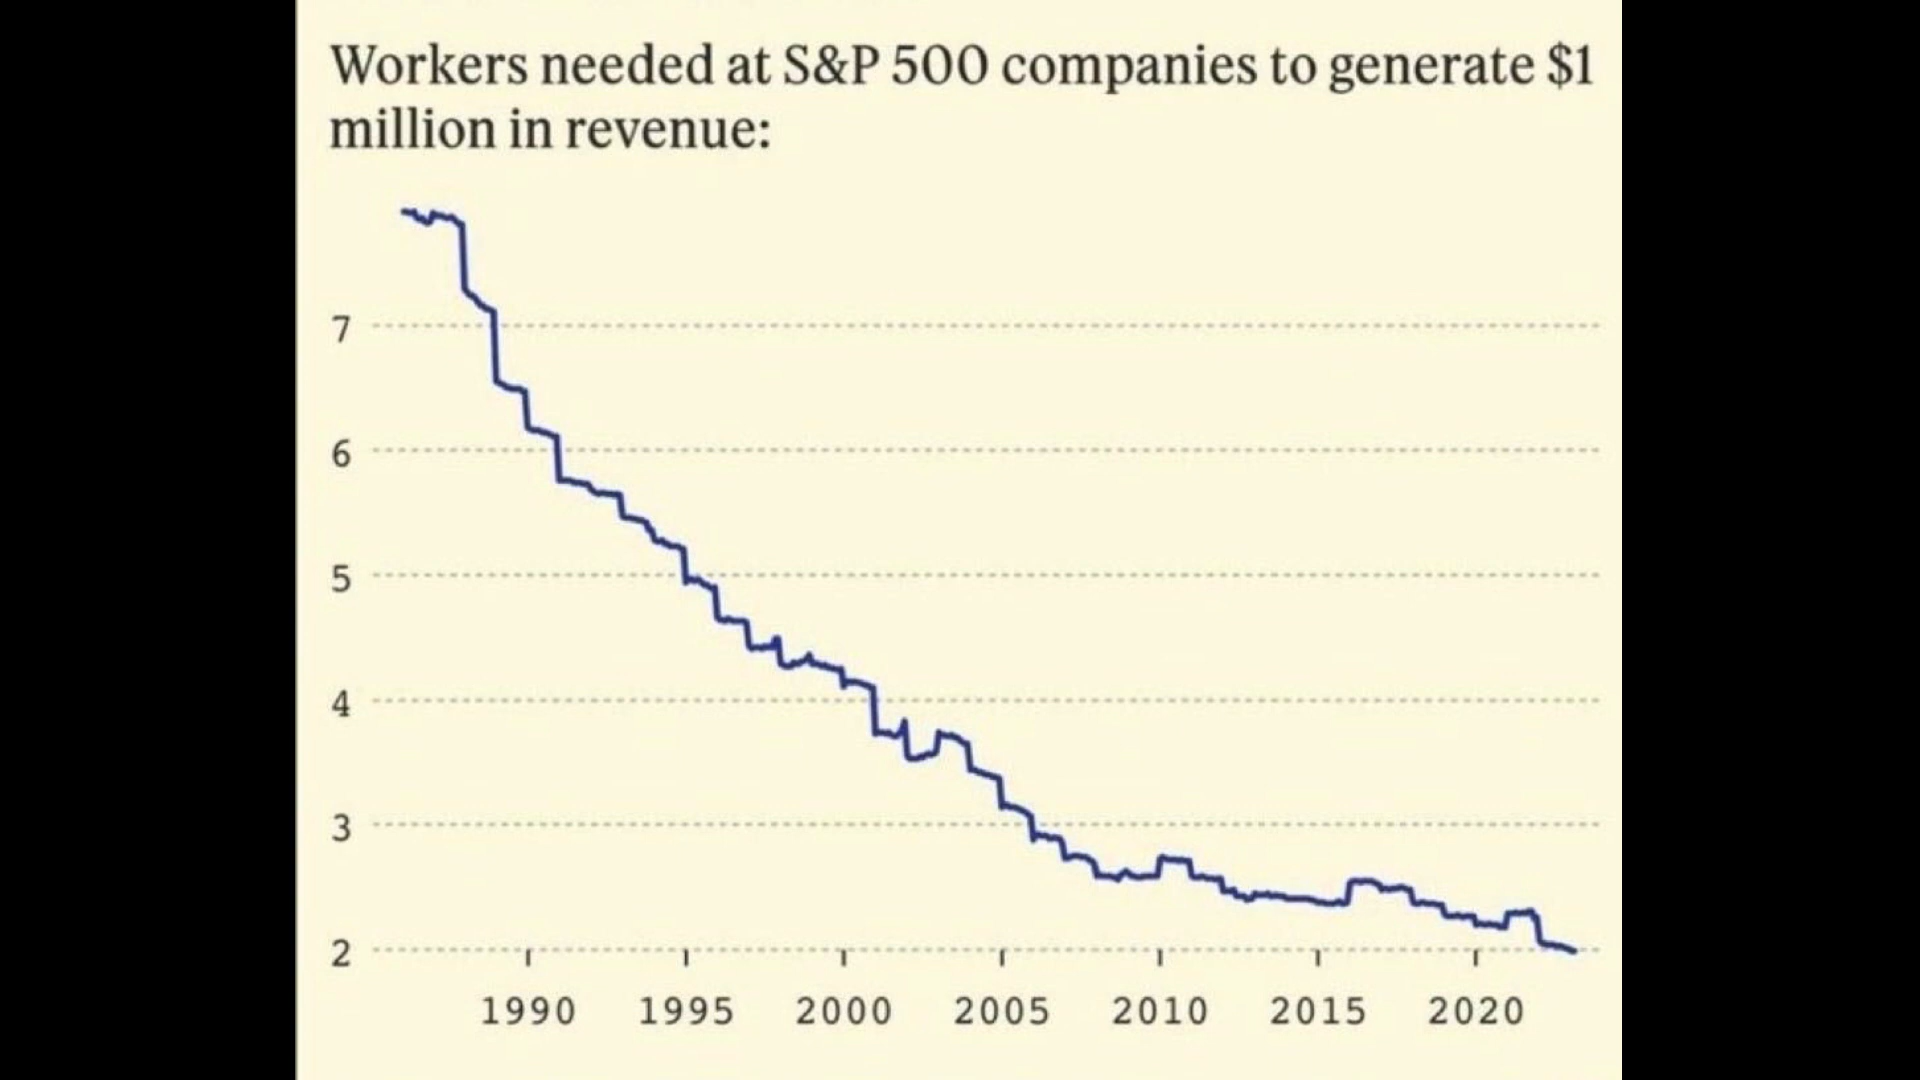 Workers needed at S&P 500 companies to generate $1
million in revenue:
7
6
5
4
3
2
1990 1995 2000 2005 2010 2015 2020